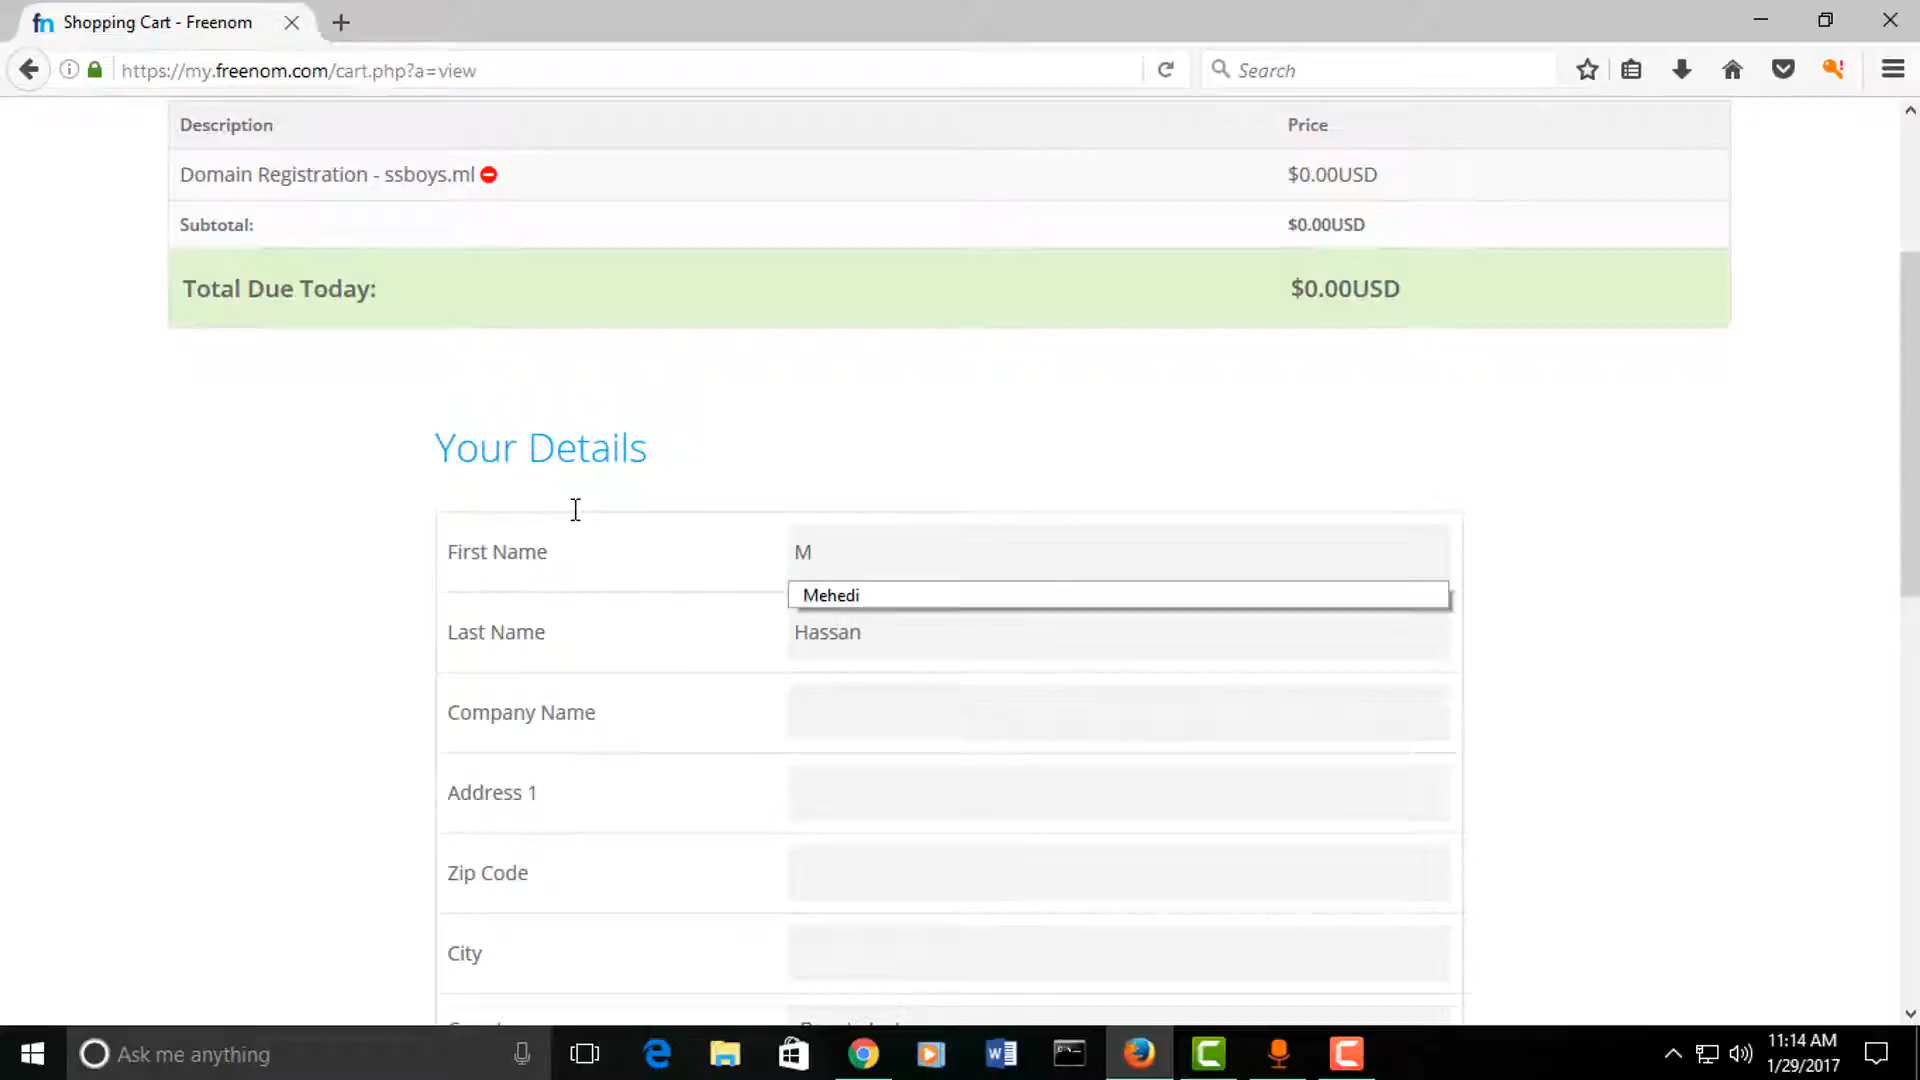 fn Shopping Cart - Freenom
https://my.freenom.com/cart.php?a=view
Search
Description Price
Domain Registration - ssboys.ml $0.00USD
Subtotal: $0.00USD
Total Due Today: $0.00USD
Your Details
First Name M
Mehedi
Last Name Hassan
Company Name
Address 1
Zip Code
City
Ask me anything
11:14 AM
1/29/2017